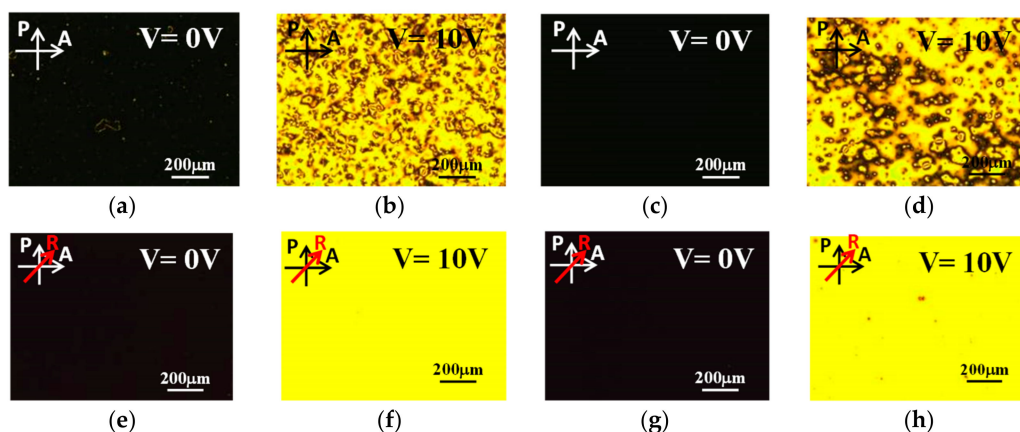 P A V= 0V
200μm
P A V= 10V
200μm
P A V= 0V
200μm
P A V= 10V
200μm
(a) (b) (c) (d)
P R A V= 0V
200μm
P R A V= 10V
200μm
P R A V= 0V
200μm
P R A V= 10V
200μm
(e) (f) (g) (h)